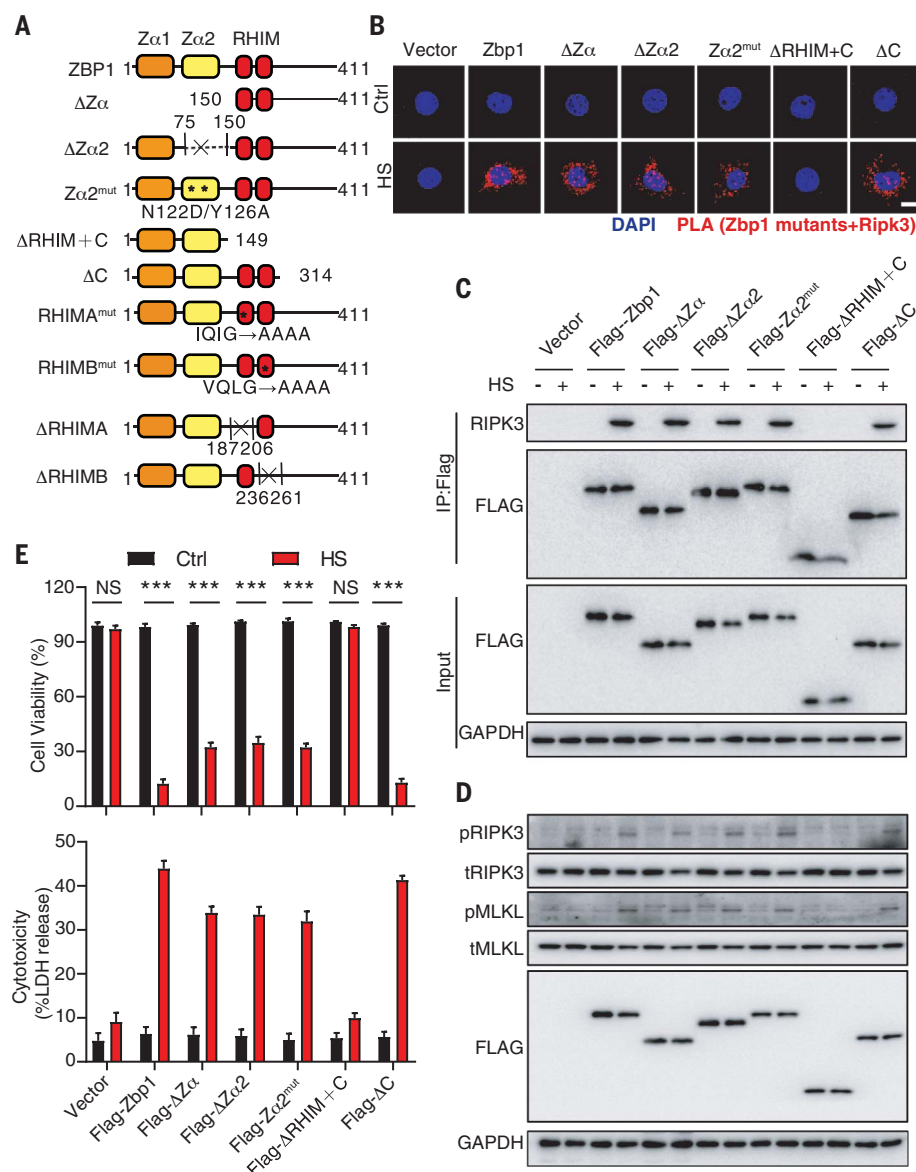 A
Zα1 Zα2 RHIM
ZBP1 1 411
ΔZα 150 411
75 150
ΔZα2 1 411
Zα2mut 1 * * 411
N122D/Y126A
ΔRHIM+C 1 149
ΔC 1 314
RHIMAmut 1 * 411
IQIG→AAAA
RHIMBmut 1 * 411
VQLG→AAAA
ΔRHIMA 1 411
187206
ΔRHIMB 1 411
236261
B
Vector Zbp1 ΔZα ΔZα2 Zα2mut ΔRHIM+C ΔC
Ctrl
HS
DAPI PLA (Zbp1 mutants+Ripk3)
C
Vector Flag--Zbp1 Flag-ΔZα Flag-ΔZα2 Flag-Zα2mut Flag-ΔRHIM+C Flag-ΔC
HS - + - + - + - + - + - + - +
IP:Flag
RIPK3
FLAG
Input
FLAG
GAPDH
D
pRIPK3
tRIPK3
pMLKL
tMLKL
FLAG
GAPDH
E
Ctrl HS
NS *** *** *** *** NS ***
Cell Viability (%)
120
90
60
30
0
Cytotoxicity
(%LDH release)
50
40
30
20
10
0
Vector Flag-Zbp1 Flag-ΔZα Flag-ΔZα2 Flag-Zα2mut Flag-ΔRHIM+C Flag-ΔC